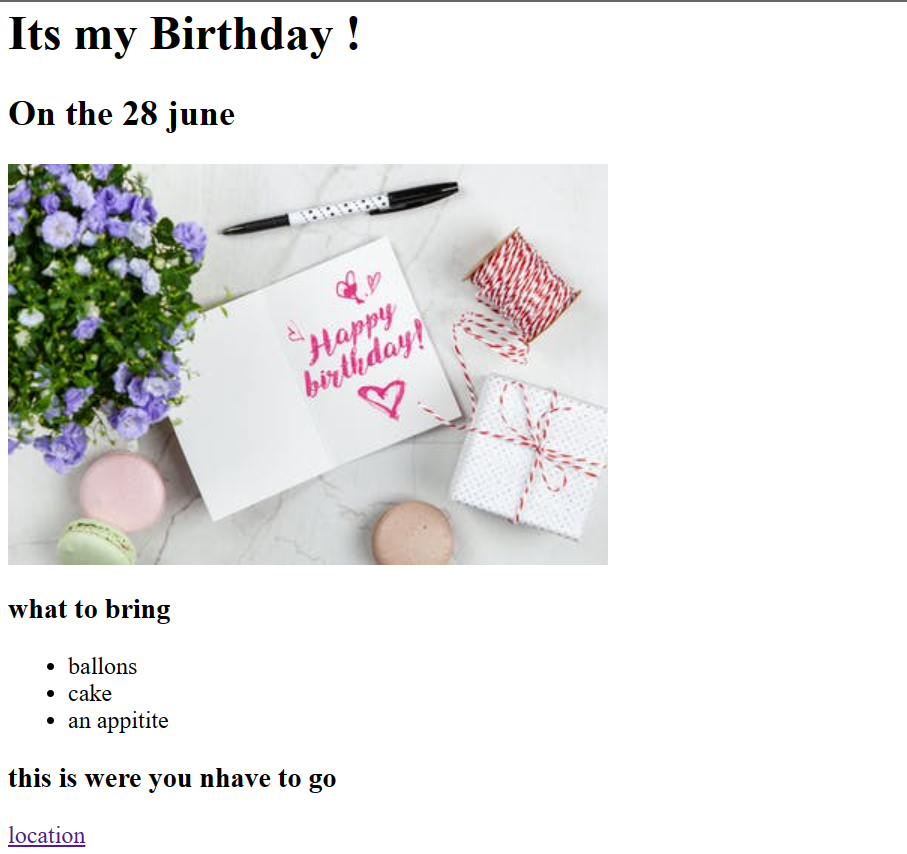 Its my Birthday !
On the 28 june
Happy
birthday!
what to bring
ballons
cake
an appitite
this is were you nhave to go
location